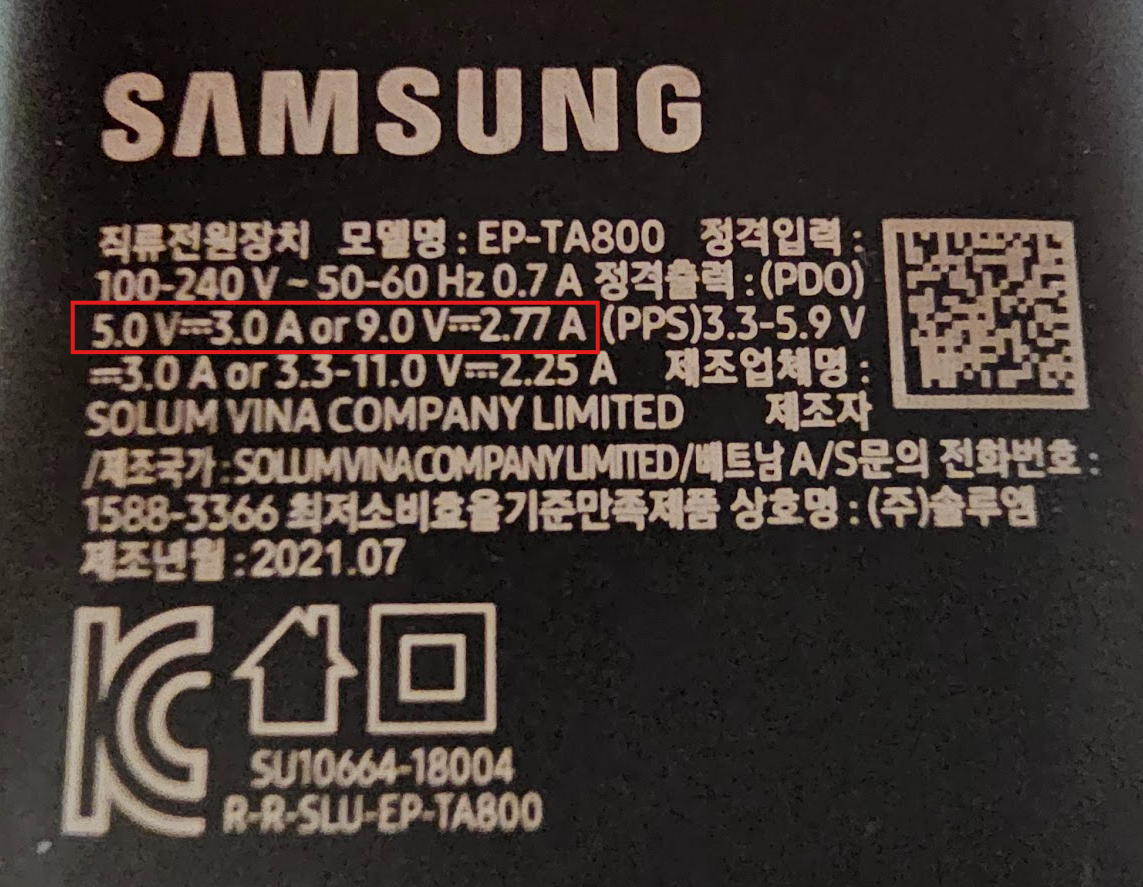 SAMSUNG
직류전원장치 모델명 : EP-TA800 정격입력 :
100-240 V ~ 50-60 Hz 0.7 A 정격출력 : (PDO)
5.0 V⎓3.0 A or 9.0 V⎓2.77 A (PPS)3.3-5.9 V
⎓3.0 A or 3.3-11.0 V⎓2.25 A 제조업체명 :
SOLUM VINA COMPANY LIMITED 제조자
/제조국가 : SOLUM VINA COMPANY LIMITED/베트남 A/S문의 전화번호 :
1588-3366 최저소비효율기준만족제품 상호명 : (주)솔루엠
제조년월 : 2021.07
SU10664-18004
R-R-SLU-EP-TA800